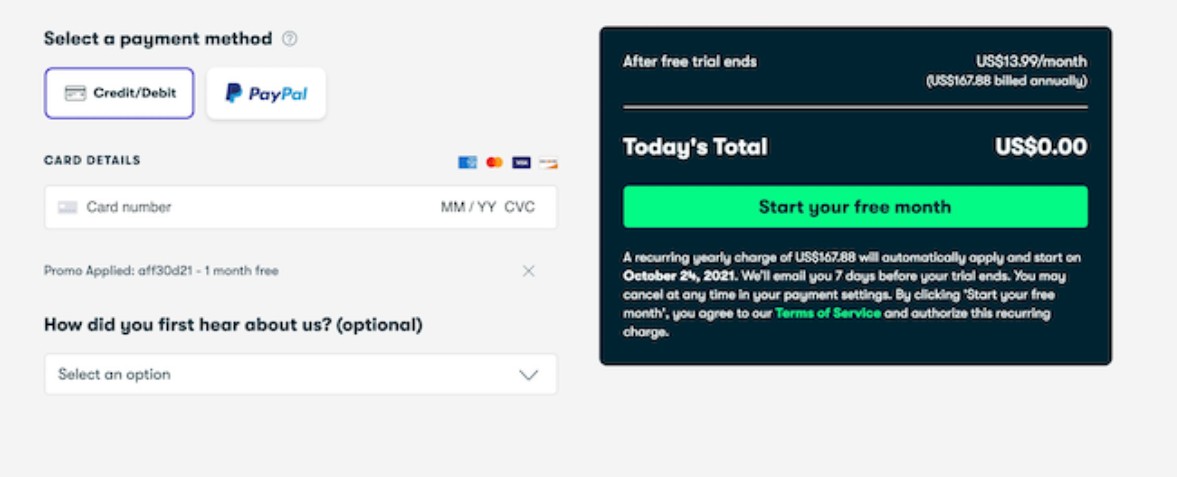 Select a payment method
Credit/Debit
PayPal
CARD DETAILS
VISA
Card number MM / YY CVC
Promo Applied: aff30d21 - 1 month free
How did you first hear about us? (optional)
Select an option
After free trial ends US$13.99/month
(US$167.88 billed annually)
Today's Total US$0.00
Start your free month
A recurring yearly charge of US$167.88 will automatically apply and start on
October 24, 2021. We'll email you 7 days before your trial ends. You may
cancel at any time in your payment settings. By clicking 'Start your free
month', you agree to our Terms of Service and authorize this recurring
charge.